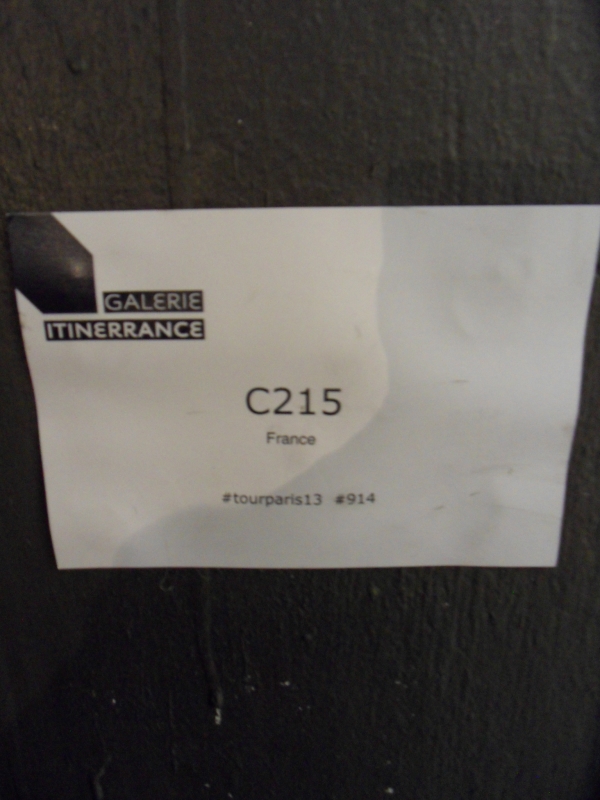 GALERIE
ITINERRANCE
C215
France
#tourparis13 #914